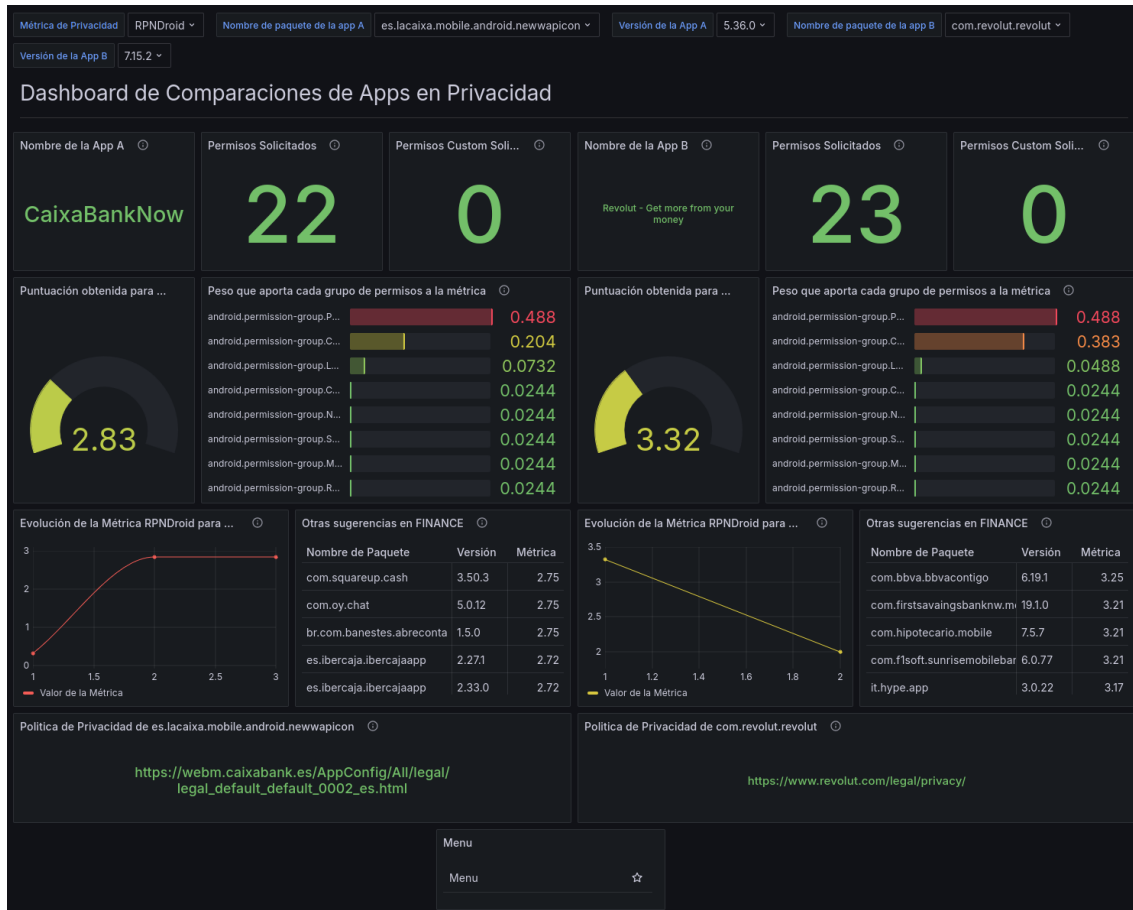 Métrica de Privacidad RPNDroid Nombre de paquete de la app A es.lacaixa.mobile.android.newwapicon Versión de la App A 5.36.0 Nombre de paquete de la app B com.revolut.revolut
Versión de la App B 7.15.2
Dashboard de Comparaciones de Apps en Privacidad
Nombre de la App A
CaixaBankNow
Permisos Solicitados
22
Permisos Custom Soli...
0
Nombre de la App B
Revolut - Get more from your
money
Permisos Solicitados
23
Permisos Custom Soli...
0
Puntuación obtenida para ...
2.83
Peso que aporta cada grupo de permisos a la métrica
android.permission-group.P... 0.488
android.permission-group.C... 0.204
android.permission-group.L... 0.0732
android.permission-group.C... 0.0244
android.permission-group.N... 0.0244
android.permission-group.S... 0.0244
android.permission-group.M... 0.0244
android.permission-group.R... 0.0244
Puntuación obtenida para ...
3.32
Peso que aporta cada grupo de permisos a la métrica
android.permission-group.P... 0.488
android.permission-group.C... 0.383
android.permission-group.L... 0.0488
android.permission-group.C... 0.0244
android.permission-group.N... 0.0244
android.permission-group.S... 0.0244
android.permission-group.M... 0.0244
android.permission-group.R... 0.0244
Evolución de la Métrica RPNDroid para ...
3
2
1
0
1 1.5 2 2.5 3
Valor de la Métrica
Otras sugerencias en FINANCE
Nombre de Paquete Versión Métrica
com.squareup.cash 3.50.3 2.75
com.oy.chat 5.0.12 2.75
br.com.banestes.abreconta 1.5.0 2.75
es.ibercaja.ibercajaapp 2.27.1 2.72
es.ibercaja.ibercajaapp 2.33.0 2.72
Evolución de la Métrica RPNDroid para ...
3.5
3
2.5
2
1 1.2 1.4 1.6 1.8 2
Valor de la Métrica
Otras sugerencias en FINANCE
Nombre de Paquete Versión Métrica
com.bbva.bbvacontigo 6.19.1 3.25
com.firstsavaingsbanknw.m 19.1.0 3.21
com.hipotecario.mobile 7.5.7 3.21
com.f1soft.sunrisemobilebar 6.0.77 3.21
it.hype.app 3.0.22 3.17
Politica de Privacidad de es.lacaixa.mobile.android.newwapicon
https://webm.caixabank.es/AppConfig/All/legal/
legal_default_default_0002_es.html
Politica de Privacidad de com.revolut.revolut
https://www.revolut.com/legal/privacy/
Menu
Menu